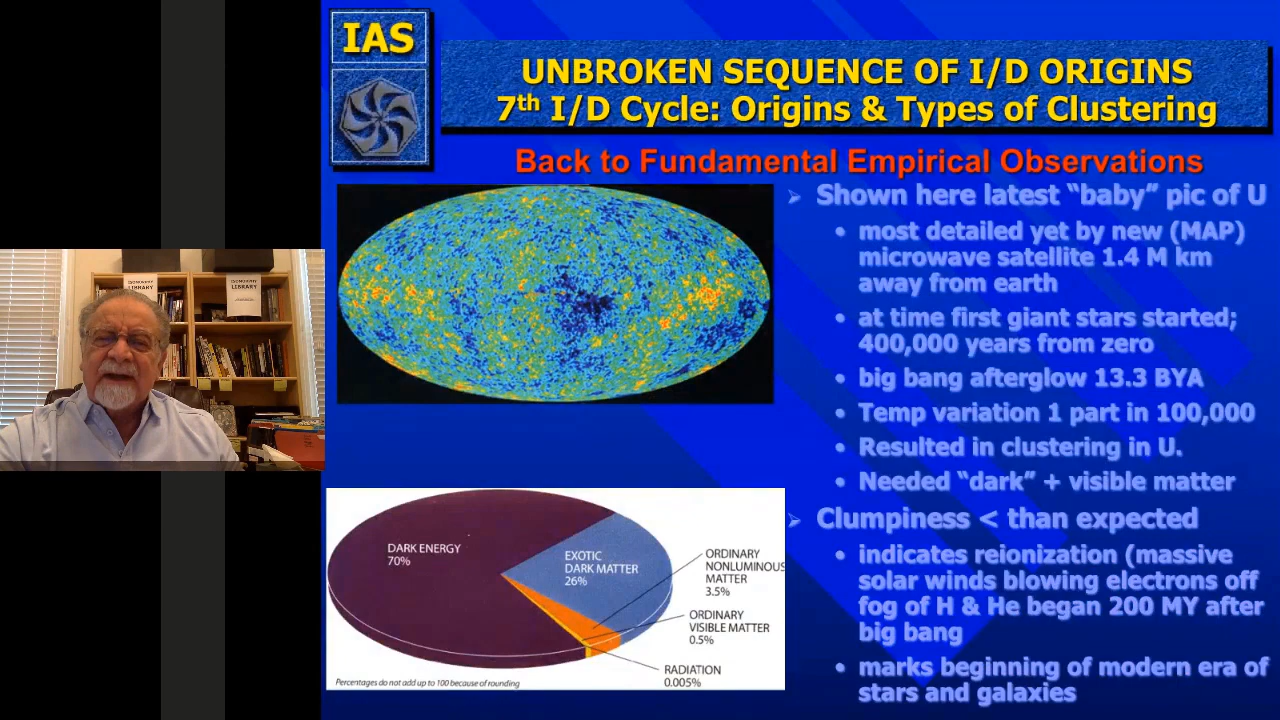 IAS
UNBROKEN SEQUENCE OF I/D ORIGINS
7th I/D Cycle: Origins & Types of Clustering
Back to Fundamental Empirical Observations
Shown here latest “baby” pic of U
most detailed yet by new (MAP)
microwave satellite 1.4 M km
away from earth
at time first giant stars started;
400,000 years from zero
big bang afterglow 13.3 BYA
Temp variation 1 part in 100,000
Resulted in clustering in U.
Needed “dark” + visible matter
Clumpiness < than expected
indicates reionization (massive
solar winds blowing electrons off
fog of H & He began 200 MY after
big bang
marks beginning of modern era of
stars and galaxies
LIBRARY
LIBRARY
DARK ENERGY
70%
EXOTIC
DARK MATTER
26%
ORDINARY
NONLUMINOUS
MATTER
3.5%
ORDINARY
VISIBLE MATTER
0.5%
RADIATION
0.005%
Percentages do not add up to 100 because of rounding